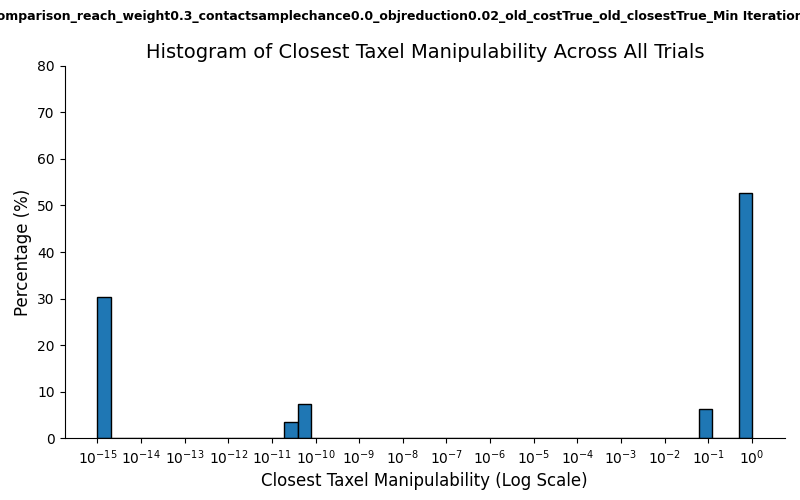 omparison_reach_weight0.3_contactsamplechance0.0_objreduction0.02_old_costTrue_old_closestTrue_Min Iteration
Histogram of Closest Taxel Manipulability Across All Trials
80
70
60
50
40
30
20
10
0
Percentage (%)
10⁻¹⁵ 10⁻¹⁴ 10⁻¹³ 10⁻¹² 10⁻¹¹ 10⁻¹⁰ 10⁻⁹ 10⁻⁸ 10⁻⁷ 10⁻⁶ 10⁻⁵ 10⁻⁴ 10⁻³ 10⁻² 10⁻¹ 10⁰
Closest Taxel Manipulability (Log Scale)